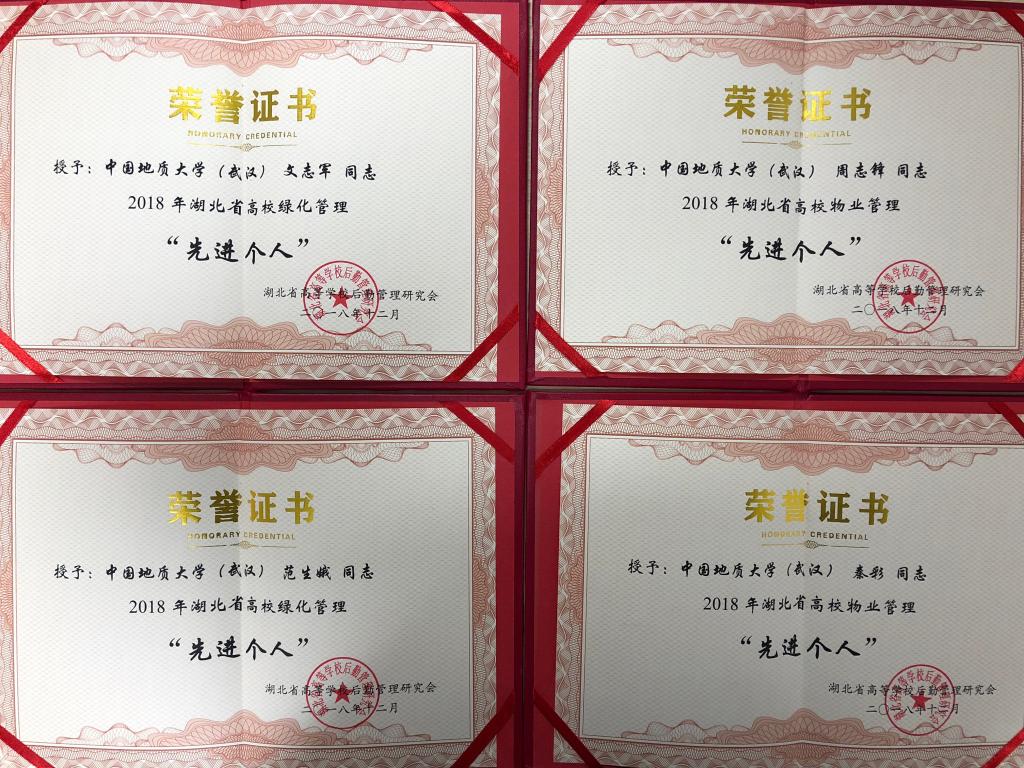 荣誉证书
HONORARY CREDENTIAL
授予：中国地质大学（武汉） 文志军 同志
2018 年湖北省高校绿化管理
“先进个人”
湖北省高等学校后勤管理研究会
二〇一八年十二月
荣誉证书
HONORARY CREDENTIAL
授予：中国地质大学（武汉） 周志锋 同志
2018 年湖北省高校物业管理
“先进个人”
湖北省高等学校后勤管理研究会
二〇一八年十二月
荣誉证书
HONORARY CREDENTIAL
授予：中国地质大学（武汉） 范生娥 同志
2018 年湖北省高校绿化管理
“先进个人”
湖北省高等学校后勤管理研究会
二〇一八年十二月
荣誉证书
HONORARY CREDENTIAL
授予：中国地质大学（武汉） 秦彩 同志
2018 年湖北省高校物业管理
“先进个人”
湖北省高等学校后勤管理研究会
二〇一八年十二月